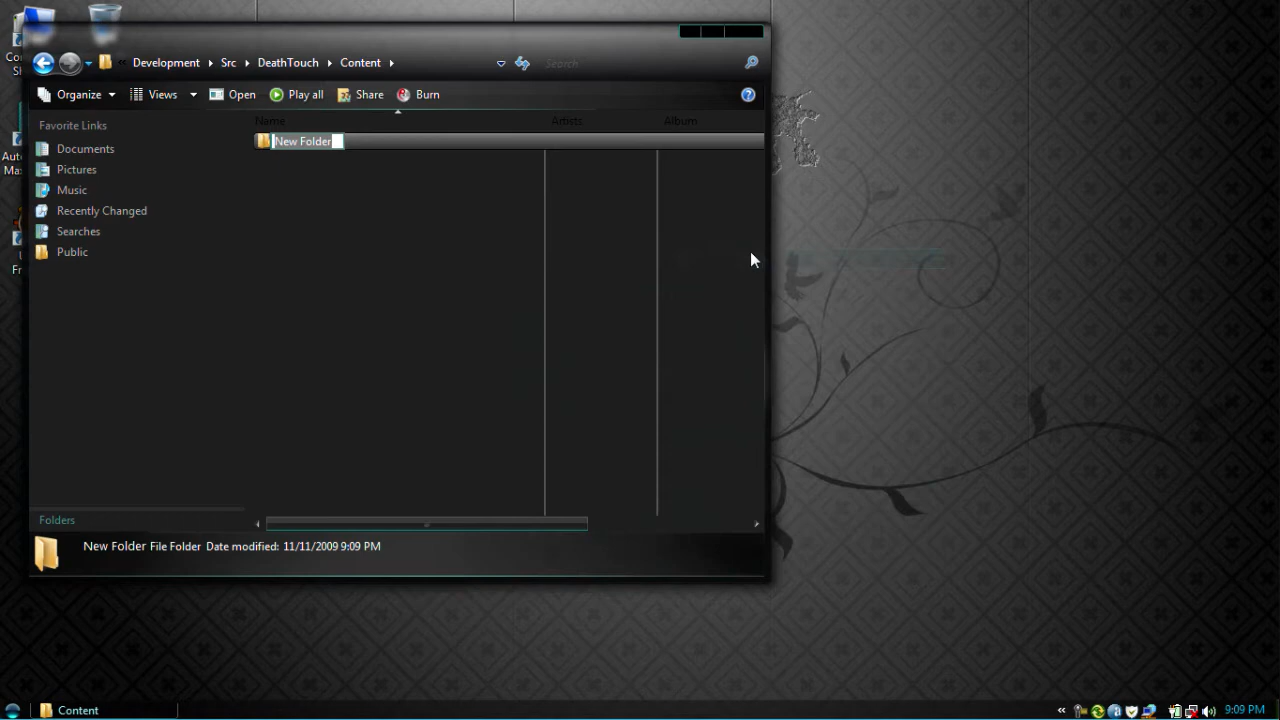 Development Src DeathTouch Content Search
Organize Views Open Play all Share Burn
Favorite Links
Documents
Pictures
Music
Recently Changed
Searches
Public
Folders
Name Artists Album
New Folder
New Folder File Folder Date modified: 11/11/2009 9:09 PM
Content 9:09 PM